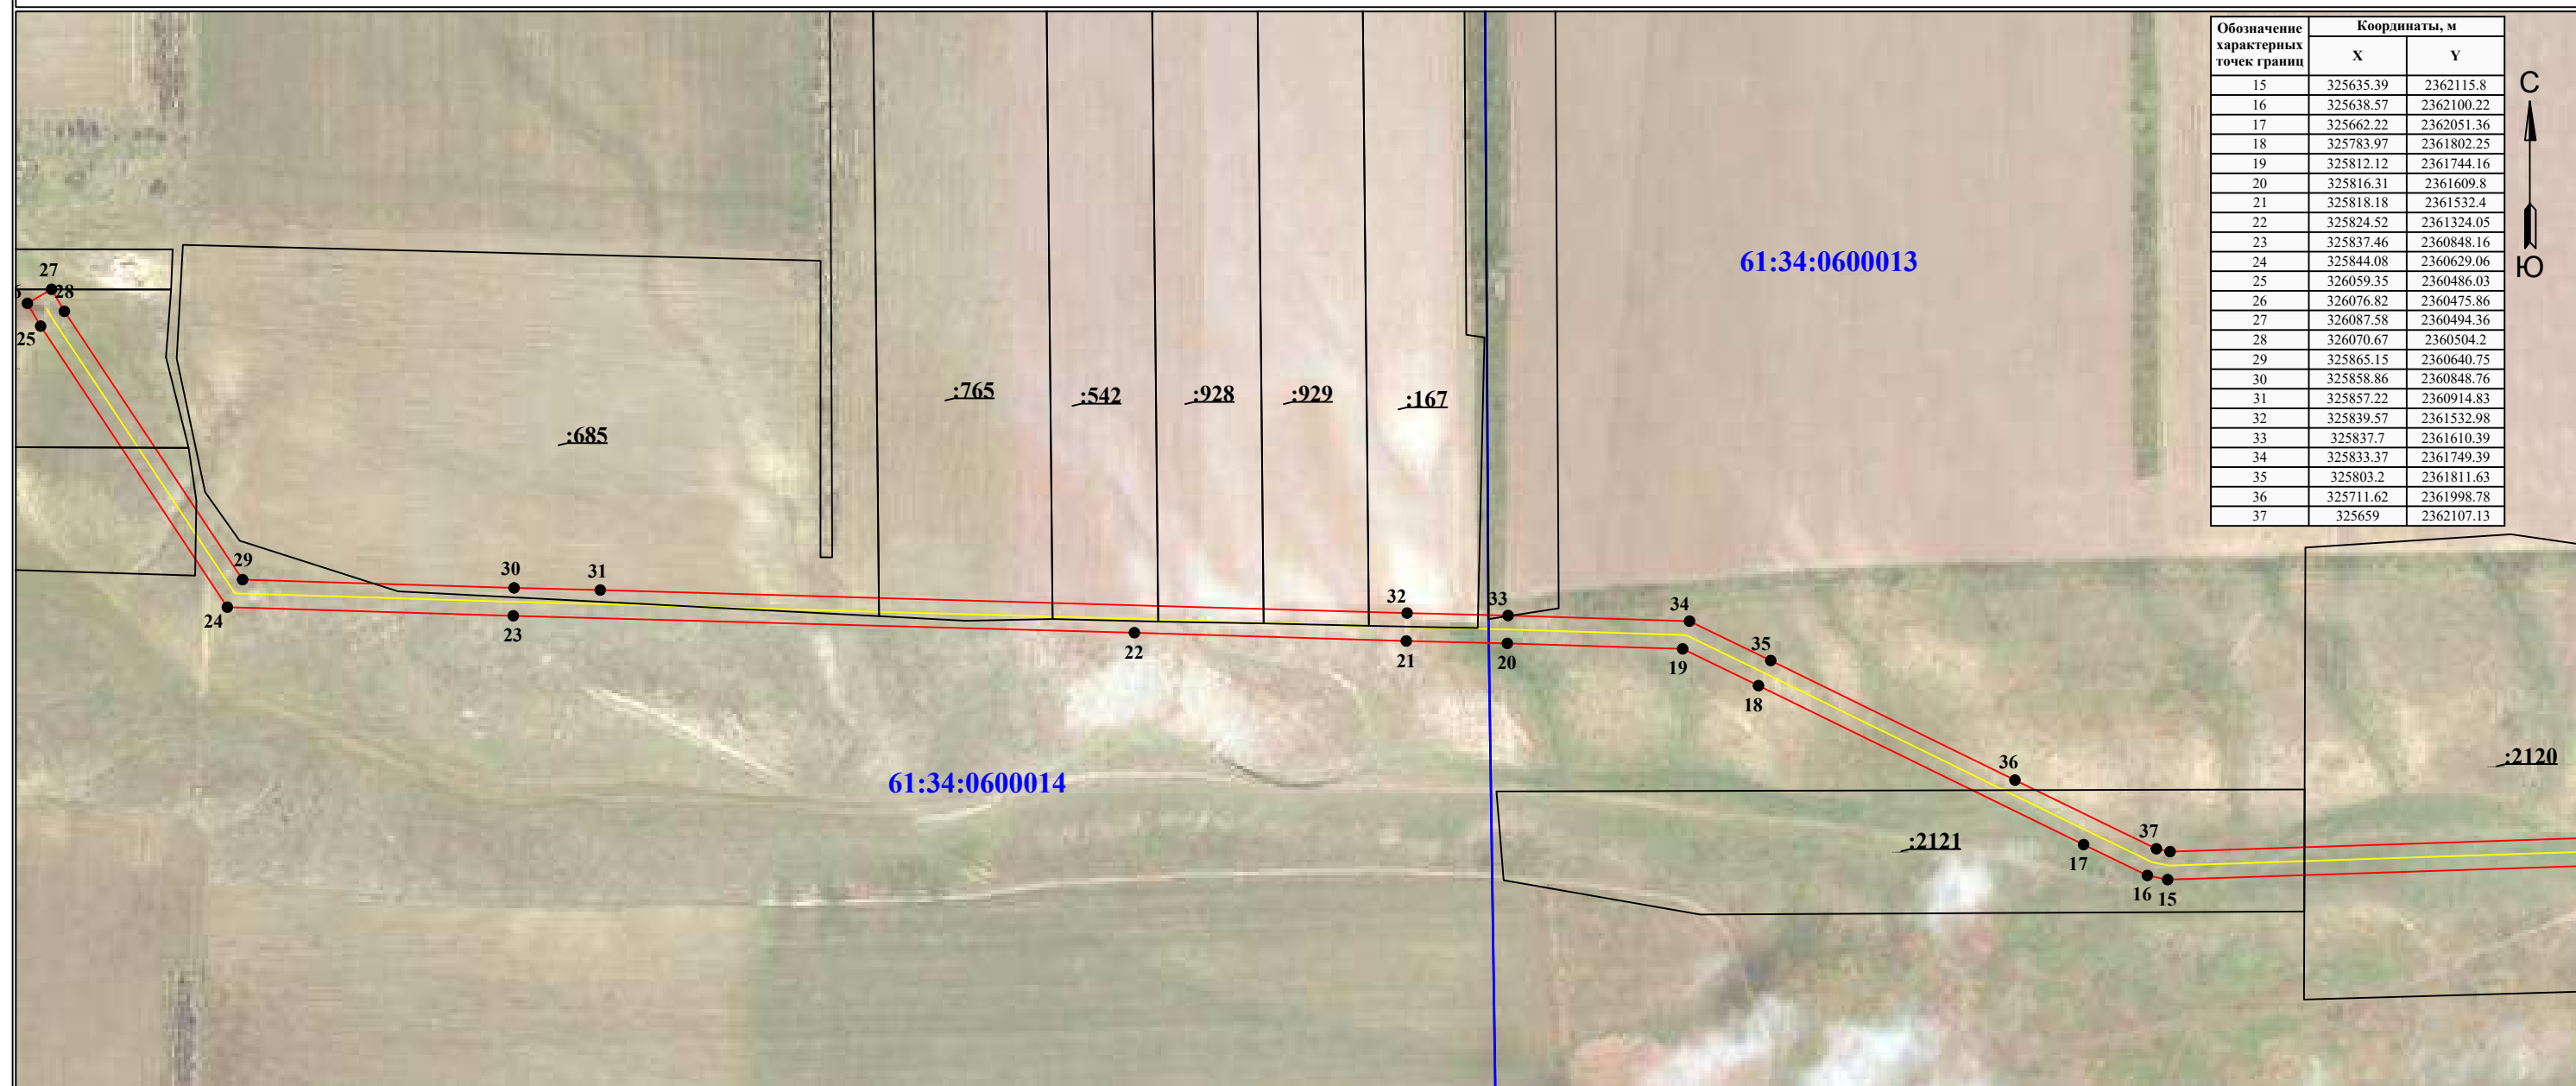 Обозначение характерных точек границ
Координаты, м
X Y
15 325635.39 2362115.8
16 325638.57 2362100.22
17 325662.22 2362051.36
18 325783.97 2361802.25
19 325812.12 2361744.16
20 325816.31 2361609.8
21 325818.18 2361532.4
22 325824.52 2361324.05
23 325837.46 2360848.16
24 325844.08 2360629.06
25 326059.35 2360486.03
26 326076.82 2360475.86
27 326087.58 2360494.36
28 326070.67 2360504.2
29 325865.15 2360640.75
30 325858.86 2360848.76
31 325857.22 2360914.83
32 325839.57 2361532.98
33 325837.7 2361610.39
34 325833.37 2361749.39
35 325803.2 2361811.63
36 325711.62 2361998.78
37 325659 2362107.13
С
Ю
61:34:0600013
27
28
25
:765
:542
:928
:929
:167
:685
29
30
31
32
33
34
24
23
22
21
20
19
35
18
36
:2120
61:34:0600014
:2121
37
17
16
15